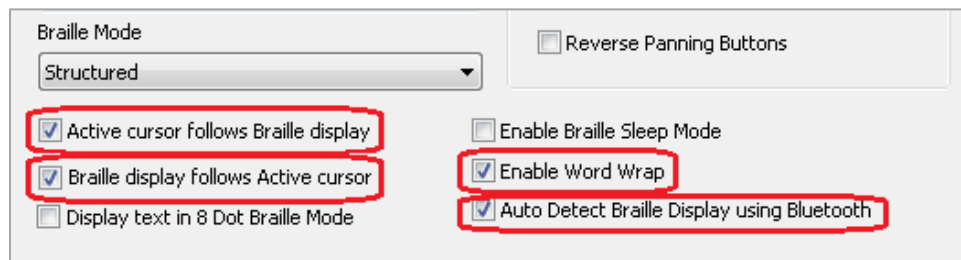 Braille Mode
Structured
Reverse Panning Buttons
Active cursor follows Braille display
Braille display follows Active cursor
Display text in 8 Dot Braille Mode
Enable Braille Sleep Mode
Enable Word Wrap
Auto Detect Braille Display using Bluetooth